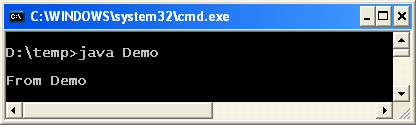 C:\WINDOWS\system32\cmd.exe
D:\temp>java Demo
From Demo